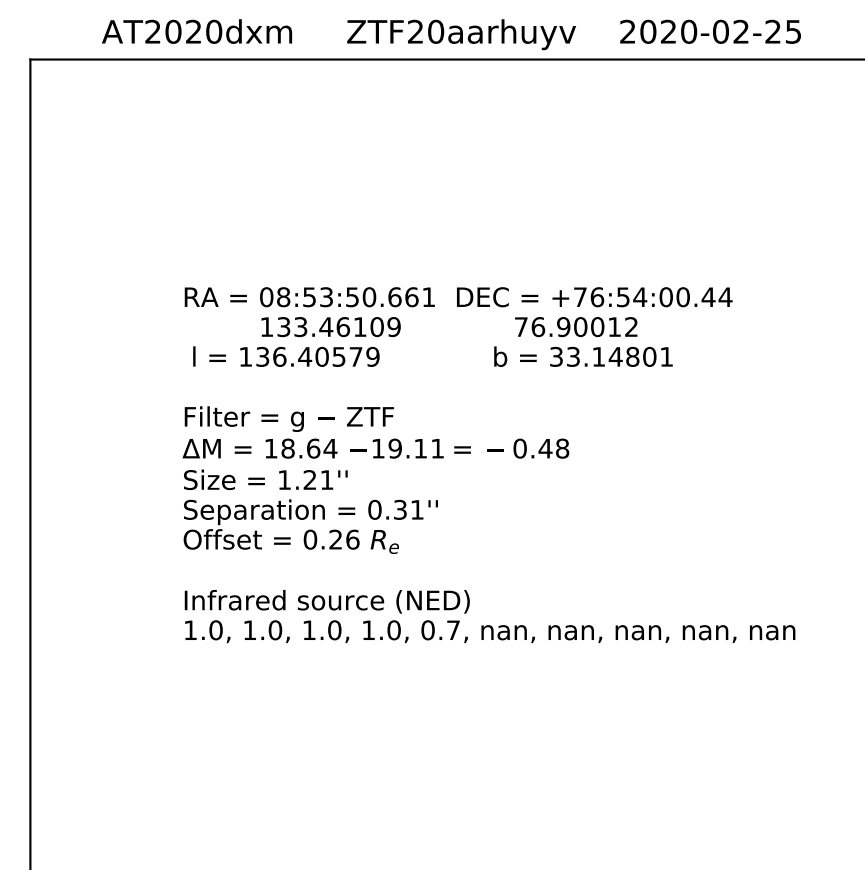 AT2020dxm ZTF20aarhuyv 2020-02-25
RA = 08:53:50.661 DEC = +76:54:00.44
133.46109 76.90012
l = 136.40579 b = 33.14801
Filter = g − ZTF
ΔM = 18.64 −19.11 = − 0.48
Size = 1.21''
Separation = 0.31''
Offset = 0.26 Re
Infrared source (NED)
1.0, 1.0, 1.0, 1.0, 0.7, nan, nan, nan, nan, nan